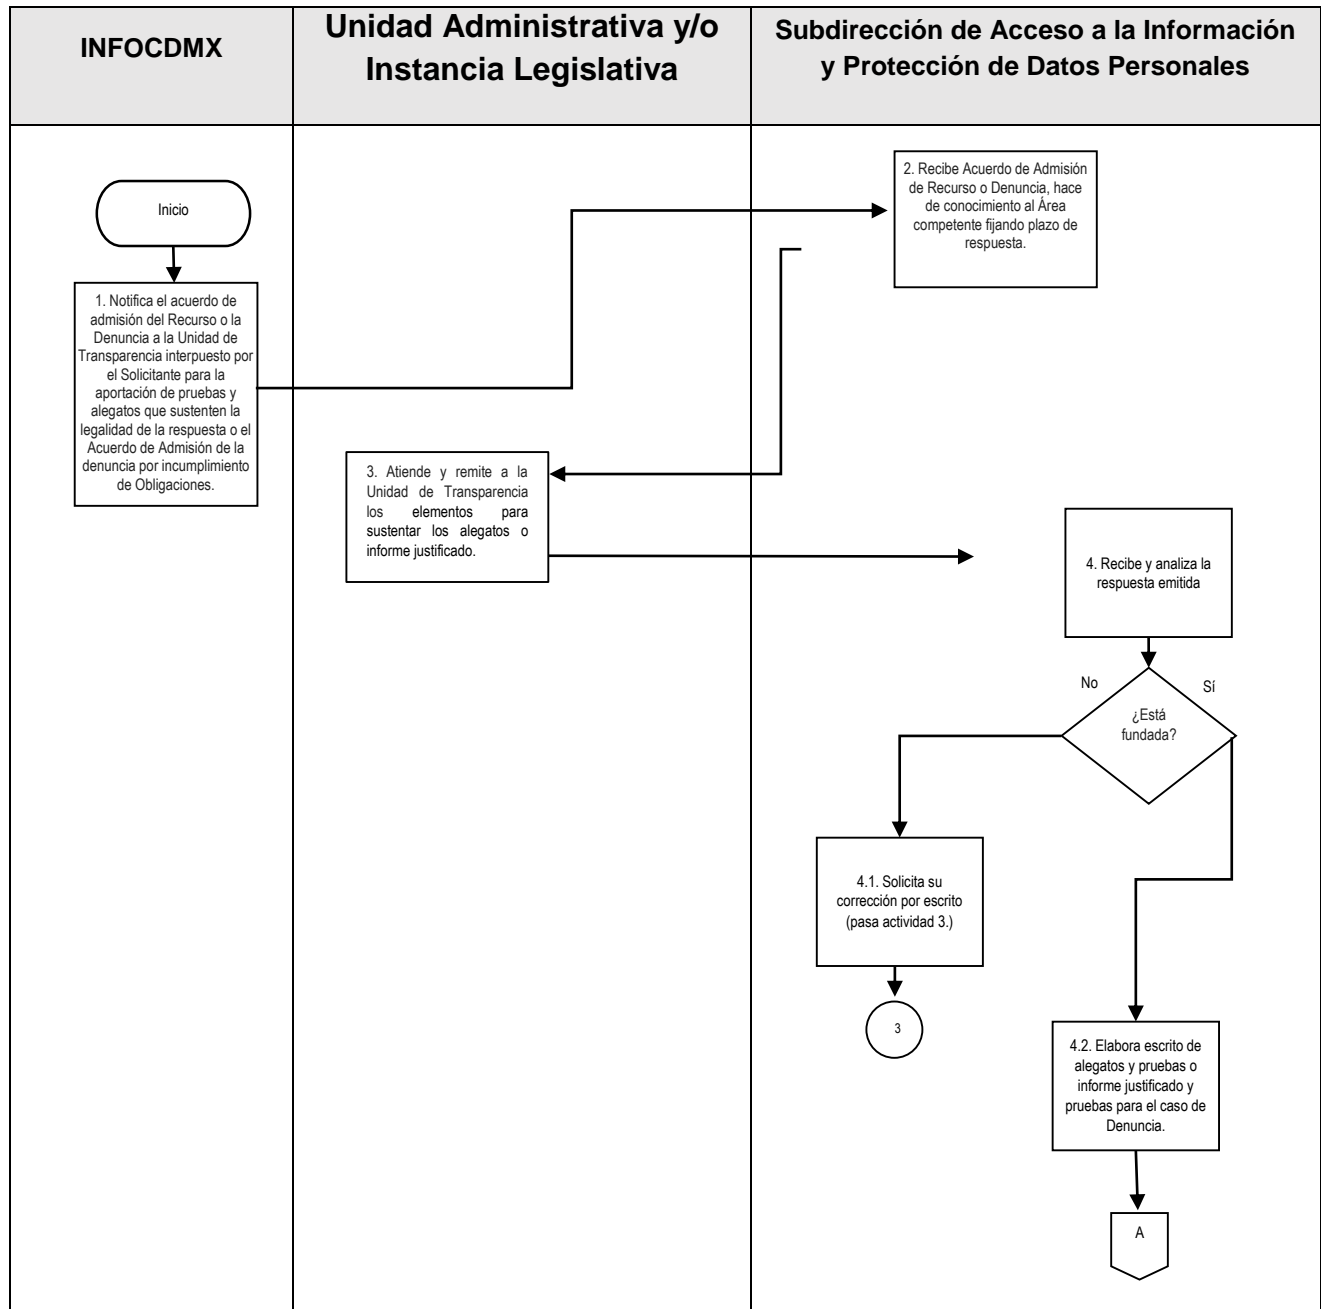 INFOCDMX
Unidad Administrativa y/o
Instancia Legislativa
Subdirección de Acceso a la Información
y Protección de Datos Personales
Inicio
1. Notifica el acuerdo de
admisión del Recurso o la
Denuncia a la Unidad de
Transparencia interpuesto por
el Solicitante para la
aportación de pruebas y
alegatos que sustenten la
legalidad de la respuesta o el
Acuerdo de Admisión de la
denuncia por incumplimiento
de Obligaciones.
2. Recibe Acuerdo de Admisión
de Recurso o Denuncia, hace
de conocimiento al Área
competente fijando plazo de
respuesta.
3. Atiende y remite a la
Unidad de Transparencia
los elementos para
sustentar los alegatos o
informe justificado.
4. Recibe y analiza la
respuesta emitida
No
Sí
¿Está
fundada?
4.1. Solicita su
corrección por escrito
(pasa actividad 3.)
3
4.2. Elabora escrito de
alegatos y pruebas o
informe justificado y
pruebas para el caso de
Denuncia.
A